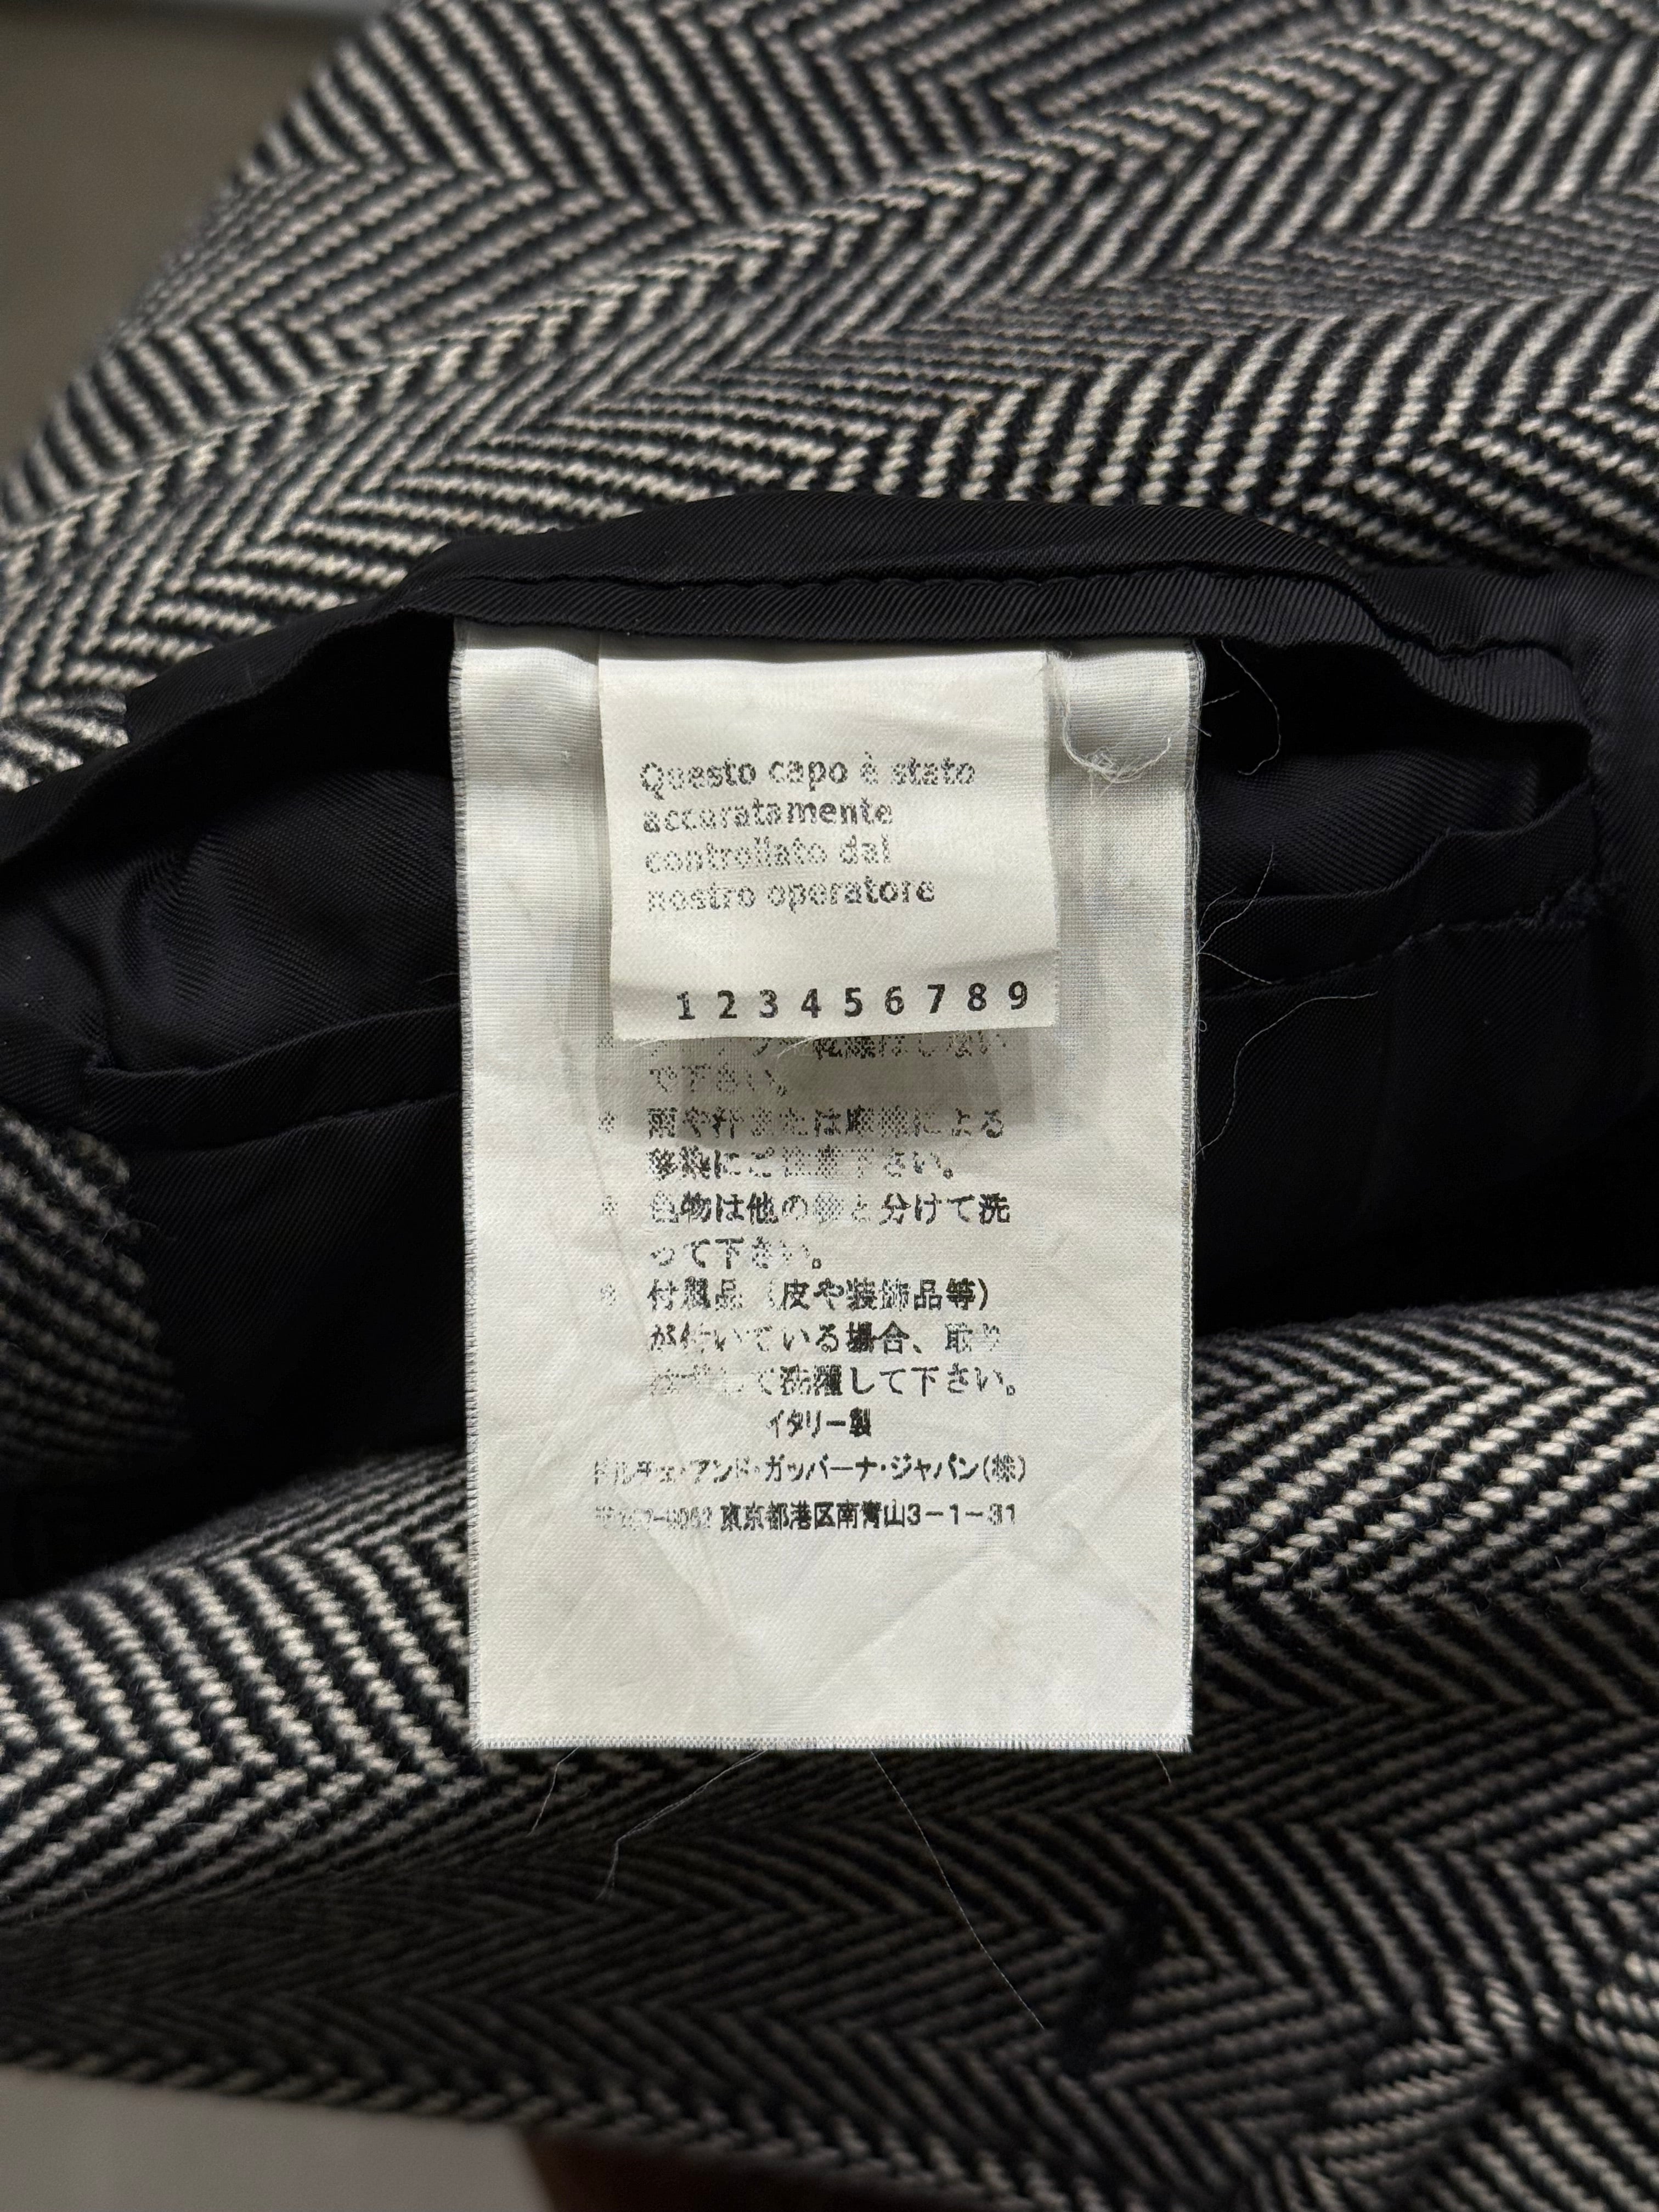 Questo capo è stato
accuratamente
controllato dal
nostro operatore
1 2 3 4 5 6 7 8 9
で下さい。
※ 雨や汗または摩擦による
移染にご注意下さい。
※ 色物は他の物と分けて洗
って下さい。
※ 付属品（皮や装飾品等）
が付いている場合、取り
はずして洗濯して下さい。
イタリー製
ドルチェ・アンド・ガッバーナ・ジャパン(株)
東京都港区南青山3-1-31